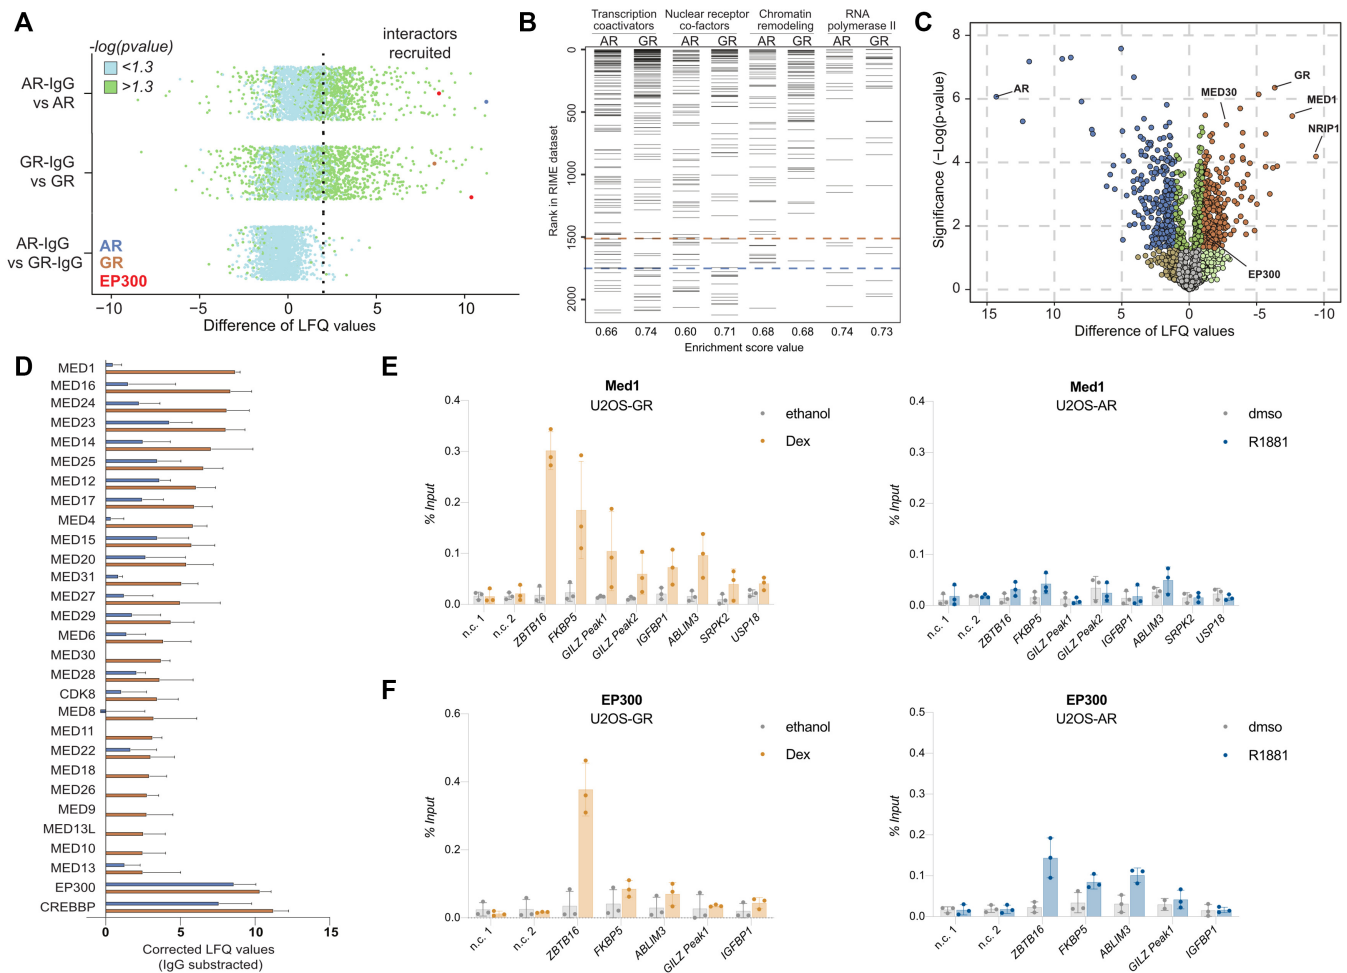 A
-log(pvalue)
<1.3
>1.3
interactors
recruited
AR-IgG
vs AR
GR-IgG
vs GR
AR-IgG
vs GR-IgG
AR
GR
EP300
−10
−5
0
5
10
Difference of LFQ values
B
Transcription
coactivators
Nuclear receptor
co-factors
Chromatin
remodeling
RNA
polymerase II
AR GR AR GR AR GR AR GR
Rank in RIME dataset
0
500
1000
1500
2000
0.66 0.74 0.60 0.71 0.68 0.68 0.74 0.73
Enrichment score value
C
Significance (−Log(p-value)
8
6
4
2
0
AR
MED30
GR
MED1
NRIP1
EP300
15 10 5 0 -5 -10
Difference of LFQ values
D
MED1
MED16
MED24
MED23
MED14
MED25
MED12
MED17
MED4
MED15
MED20
MED31
MED27
MED29
MED6
MED30
MED28
CDK8
MED8
MED11
MED22
MED18
MED26
MED9
MED13L
MED10
MED13
EP300
CREBBP
0 5 10 15
Corrected LFQ values
(IgG substracted)
E
Med1
U2OS-GR
ethanol
Dex
% Input
0.4
0.3
0.2
0.1
0.0
n.c. 1
n.c. 2
ZBTB16
FKBP5
GILZ Peak1
GILZ Peak2
IGFBP1
ABLIM3
SRPK2
USP18
Med1
U2OS-AR
dmso
R1881
% Input
0.4
0.3
0.2
0.1
0.0
n.c. 1
n.c. 2
ZBTB16
FKBP5
GILZ Peak1
GILZ Peak2
IGFBP1
ABLIM3
SRPK2
USP18
F
EP300
U2OS-GR
ethanol
Dex
% Input
0.6
0.4
0.2
0.0
n.c. 1
n.c. 2
ZBTB16
FKBP5
ABLIM3
GILZ Peak1
IGFBP1
EP300
U2OS-AR
dmso
R1881
% Input
0.5
0.4
0.3
0.2
0.1
0.0
n.c. 1
n.c. 2
ZBTB16
FKBP5
ABLIM3
GILZ Peak1
IGFBP1